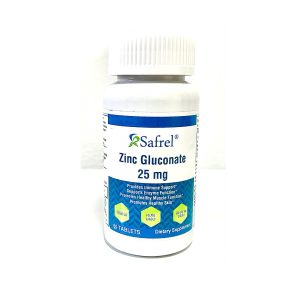 Safrel®
Zinc Gluconate
25 mg
Provides Immune Support*
Supports Enzyme Function*
Promotes Healthy Muscle Function*
Promotes Healthy Skin*
TABLETS
Dietary Supplement